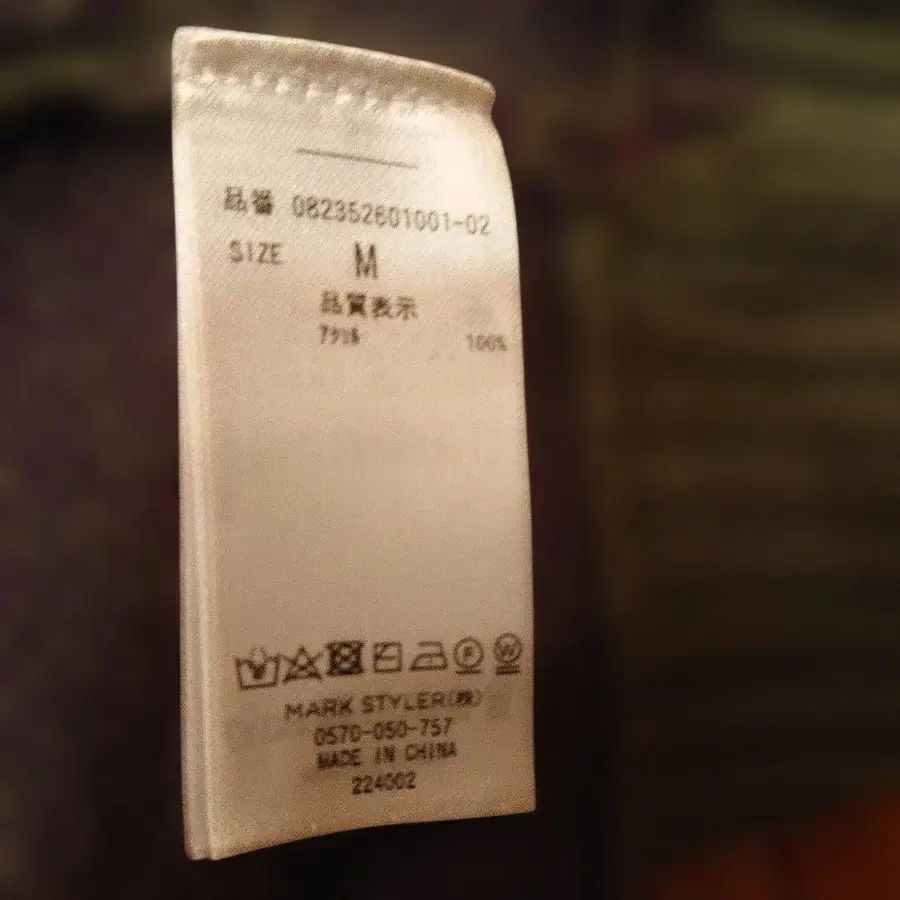 品番 082352601001-02
SIZE M
品質表示
アクリル 100%
MARK STYLER(株)
0570-050-757
MADE IN CHINA
224002